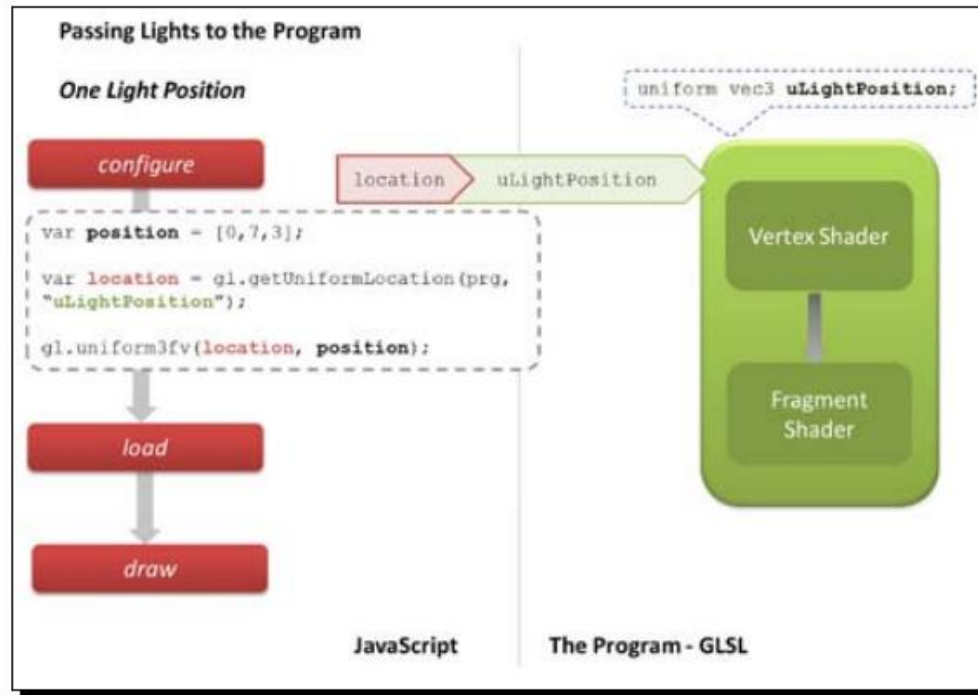 Passing Lights to the Program
One Light Position
configure
var position = [0,7,3];
var location = gl.getUniformLocation(prg,
“uLightPosition”);
gl.uniform3fv(location, position);
load
draw
JavaScript
location
uLightPosition
uniform vec3 uLightPosition;
Vertex Shader
Fragment
Shader
The Program - GLSL